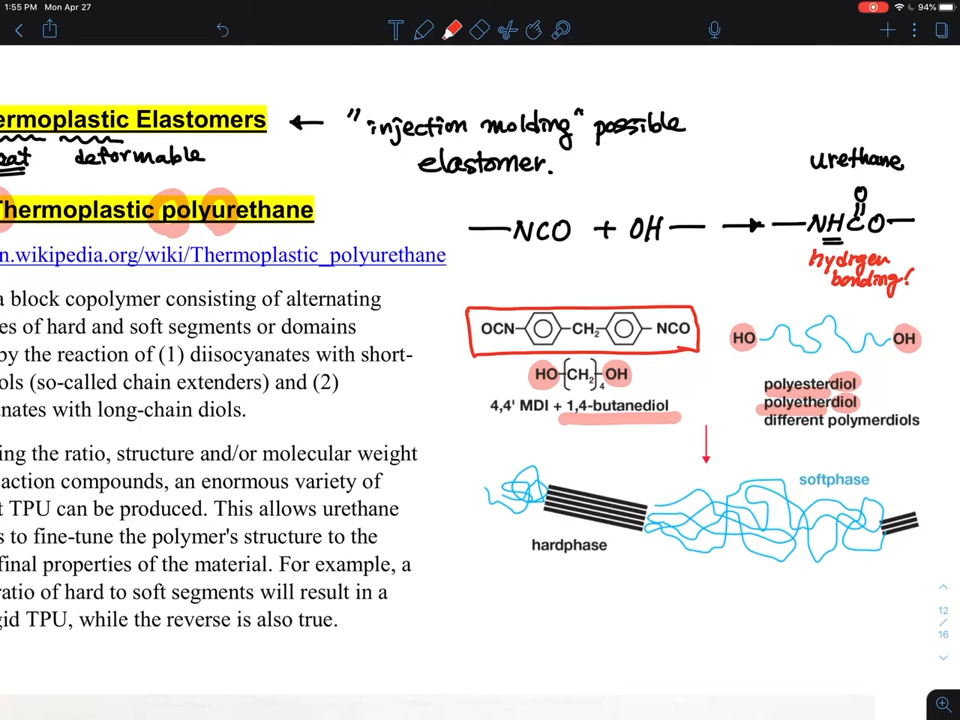 1:55 PM Mon Apr 27
94%
ermoplastic Elastomers ← "injection molding" possible
elastomer.
eat deformable
urethane
Thermoplastic polyurethane
O
—NCO + OH— → —NHCO—
hydrgen
bonding!
n.wikipedia.org/wiki/Thermoplastic_polyurethane
a block copolymer consisting of alternating
es of hard and soft segments or domains
by the reaction of (1) diisocyanates with short-
ols (so-called chain extenders) and (2)
anates with long-chain diols.
OCN- -CH2- - NCO
HO-[CH2]4-OH
4,4' MDI + 1,4-butanediol
HO OH
polyesterdiol
polyetherdiol
different polymerdiols
ing the ratio, structure and/or molecular weight
action compounds, an enormous variety of
t TPU can be produced. This allows urethane
s to fine-tune the polymer's structure to the
final properties of the material. For example, a
ratio of hard to soft segments will result in a
gid TPU, while the reverse is also true.
softphase
hardphase
12
/
16